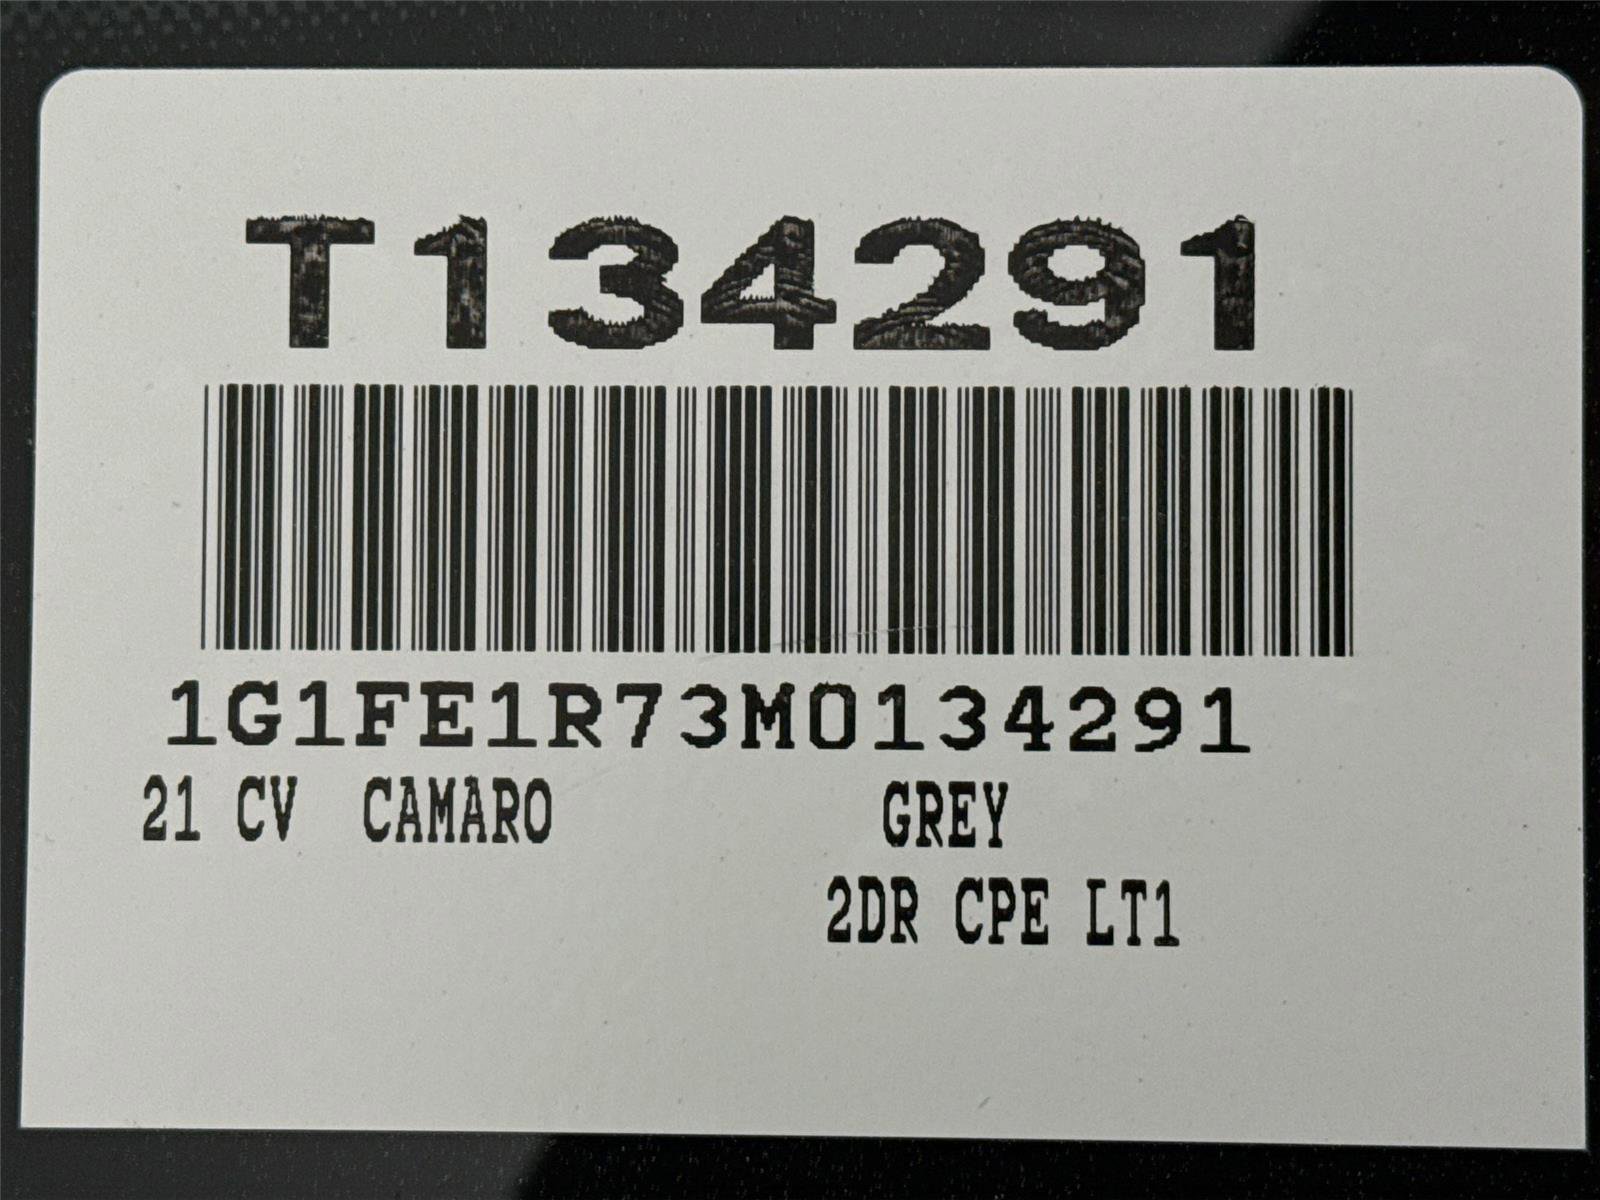 T134291
1G1FE1R73M0134291
21 CV CAMARO GREY
2DR CPE LT1